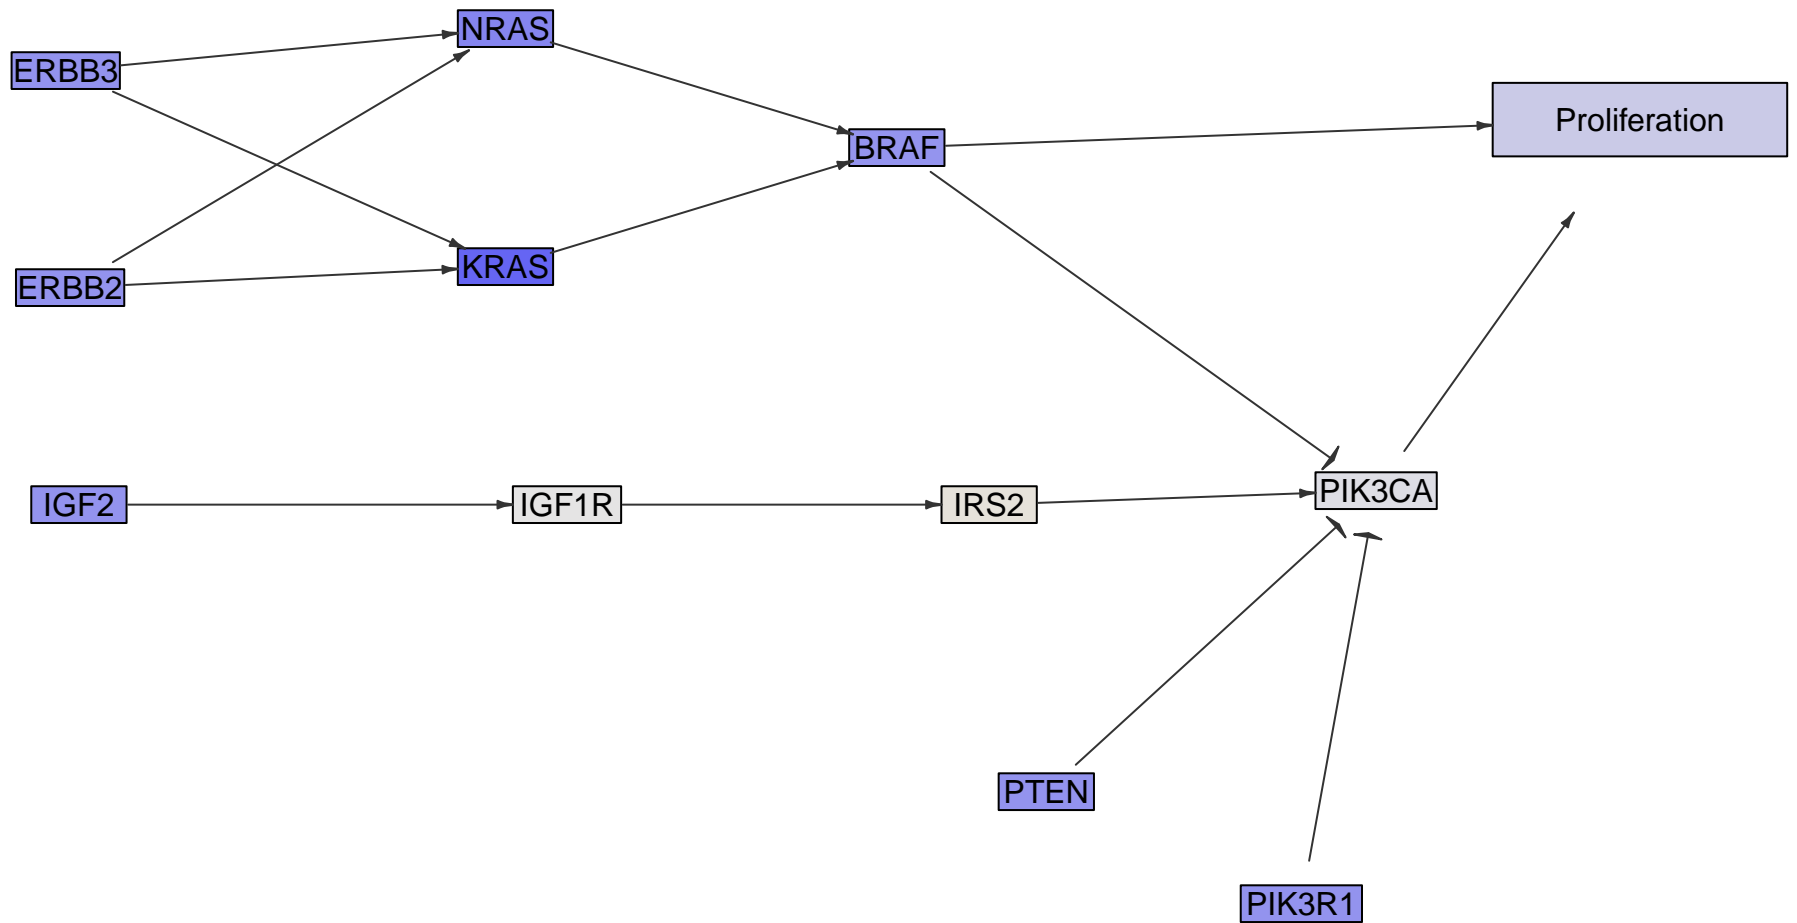 NRAS
ERBB3
Proliferation
BRAF
KRAS
ERBB2
IGF2
IGF1R
IRS2
PIK3CA
PTEN
PIK3R1